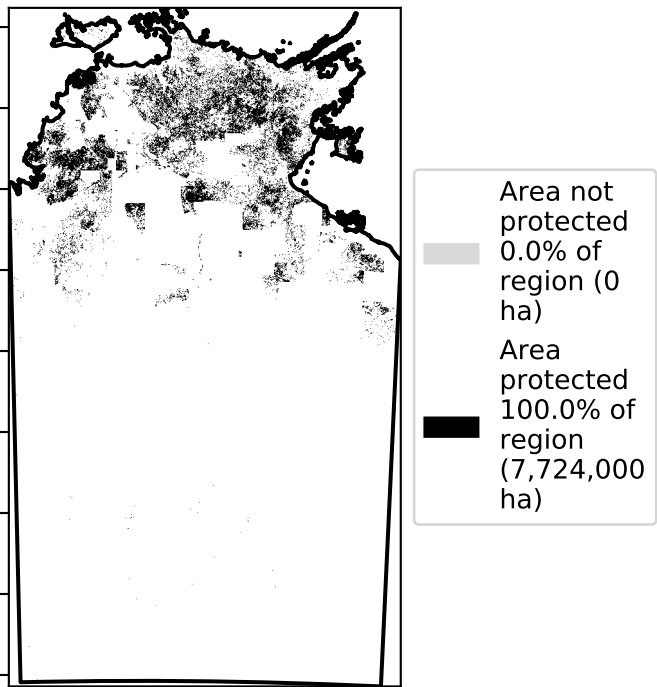 Area not
protected
0.0% of
region (0
ha)
Area
protected
100.0% of
region
(7,724,000
ha)